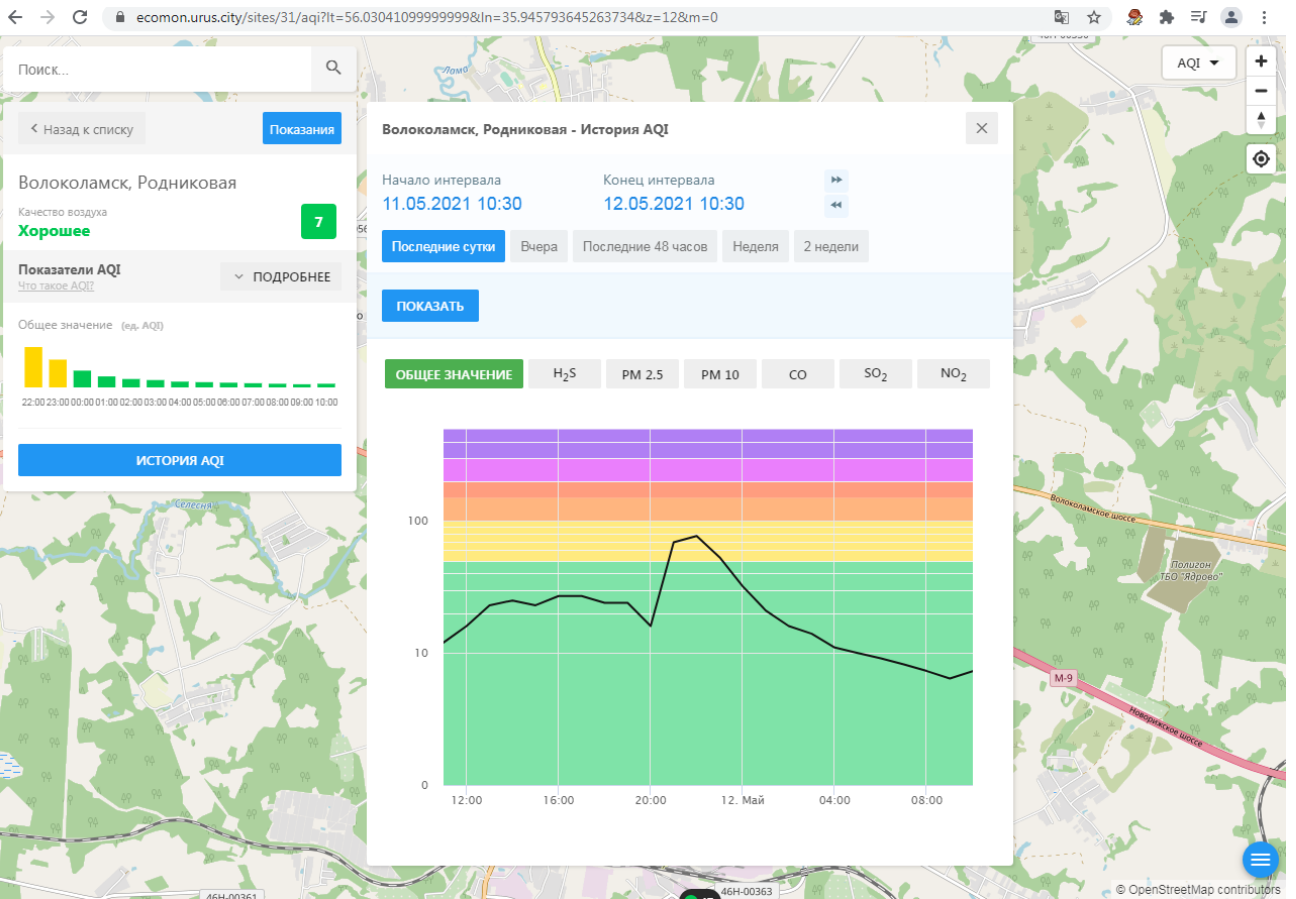 ecomon.urus.city/sites/31/aqi?lt=56.03041099999999&ln=35.945793645263734&z=12&m=0
Поиск...
AQI
+
−
Назад к списку
Показания
Волоколамск, Родниковая
Качество воздуха
Хорошее
7
Показатели AQI
Что такое AQI?
ПОДРОБНЕЕ
Общее значение (ед. AQI)
22:00 23:00 00:00 01:00 02:00 03:00 04:00 05:00 06:00 07:00 08:00 09:00 10:00
ИСТОРИЯ AQI
Волоколамск, Родниковая - История AQI
Начало интервала
11.05.2021 10:30
Конец интервала
12.05.2021 10:30
Последние сутки
Вчера
Последние 48 часов
Неделя
2 недели
ПОКАЗАТЬ
ОБЩЕЕ ЗНАЧЕНИЕ
H₂S
PM 2.5
PM 10
CO
SO₂
NO₂
100
10
0
12:00 16:00 20:00 12. Май 04:00 08:00
Селесня
Волоколамское шоссе
Полигон
ТБО "Ядрово"
М-9
Новорижское шоссе
46Н-00361
46Н-00363
© OpenStreetMap contributors